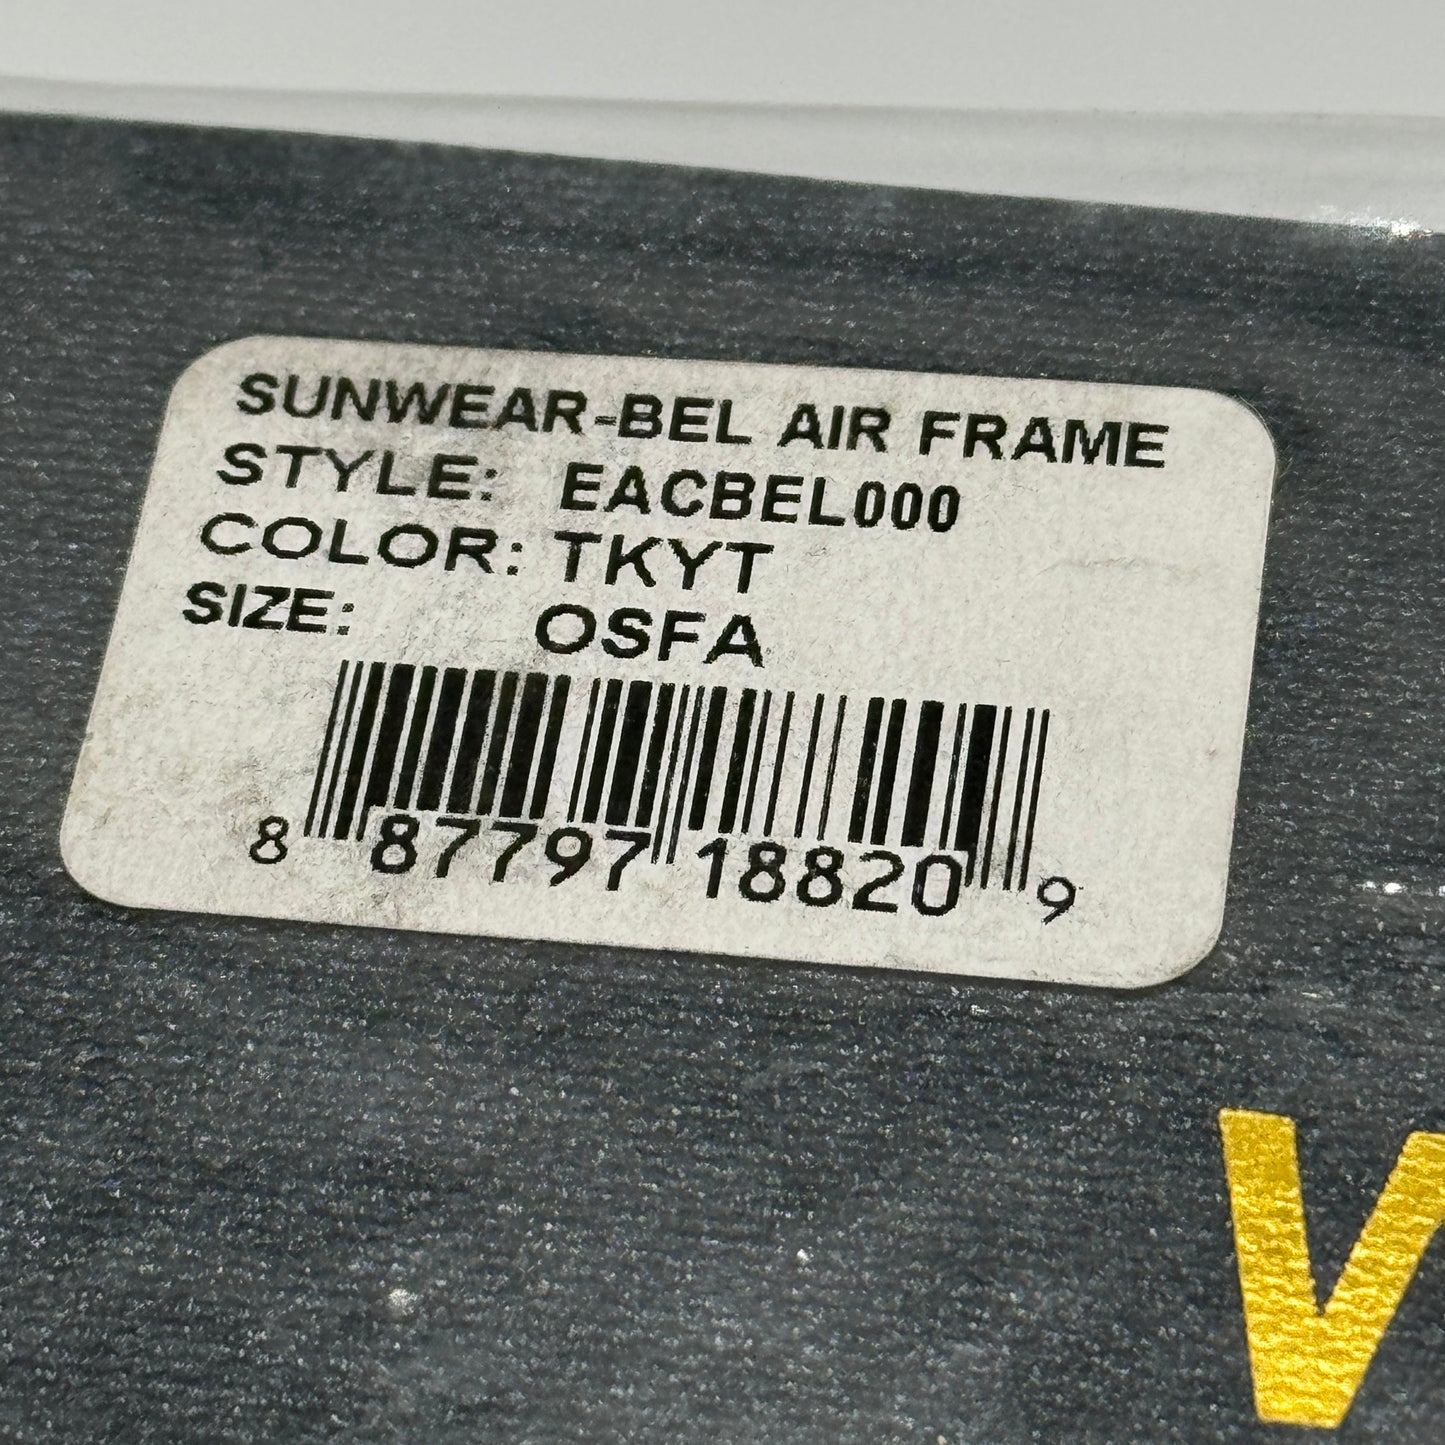 SUNWEAR-BEL AIR FRAME
STYLE: EACBEL000
COLOR: TKYT
SIZE: OSFA
8 87797 18820 9
V